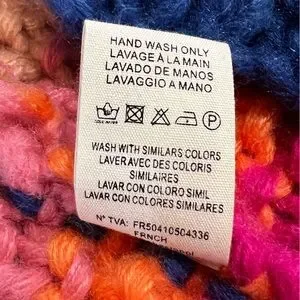 HAND WASH ONLY
LAVAGE À LA MAIN
LAVADO DE MANOS
LAVAGGIO A MANO
P
WASH WITH SIMILARS COLORS
LAVER AVEC DES COLORIS
SIMILAIRES
LAVAR CON COLORO SIMIL
LAVAR CON COLORES SIMILARES
Nº TVA: FR50410504336
FRNCH